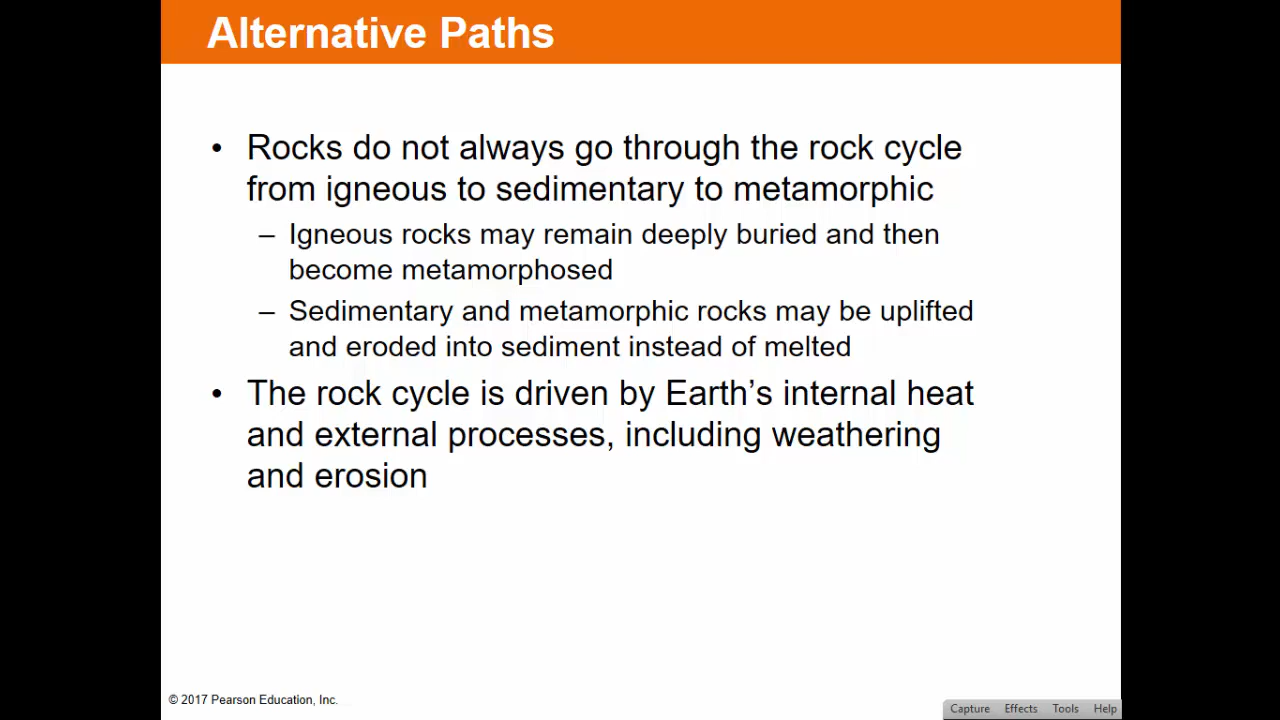 Alternative Paths
• Rocks do not always go through the rock cycle
from igneous to sedimentary to metamorphic
– Igneous rocks may remain deeply buried and then
become metamorphosed
– Sedimentary and metamorphic rocks may be uplifted
and eroded into sediment instead of melted
• The rock cycle is driven by Earth’s internal heat
and external processes, including weathering
and erosion
© 2017 Pearson Education, Inc.
Capture Effects Tools Help